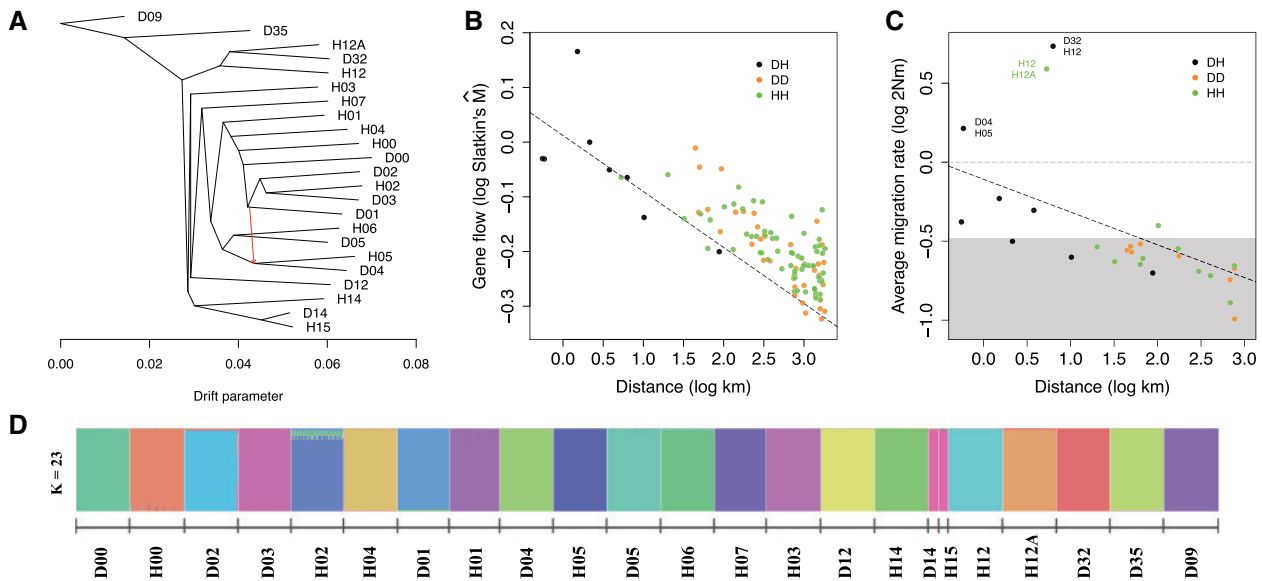 A
D09
D35
H12A
D32
H12
H03
H07
H01
H04
H00
D00
D02
H02
D03
D01
H06
D05
H05
D04
D12
H14
D14
H15
0.00 0.02 0.04 0.06 0.08
Drift parameter
B
Gene flow (log Slatkin's M̂)
0.2
0.1
0.0
−0.1
−0.2
−0.3
DH
DD
HH
0.0 0.5 1.0 1.5 2.0 2.5 3.0
Distance (log km)
C
Average migration rate (log 2Nm)
0.5
0.0
−0.5
−1.0
D32
H12
H12
H12A
D04
H05
DH
DD
HH
0.0 0.5 1.0 1.5 2.0 2.5 3.0
Distance (log km)
D
K = 23
D00 H00 D02 D03 H02 H04 D01 H01 D04 H05 D05 H06 H07 H03 D12 H14 D14 H15 H12 H12A D32 D35 D09